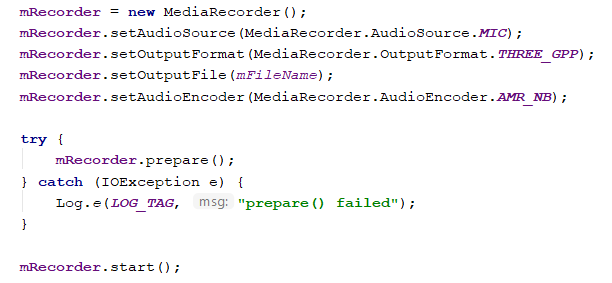 mRecorder = new MediaRecorder();
mRecorder.setAudioSource(MediaRecorder.AudioSource.MIC);
mRecorder.setOutputFormat(MediaRecorder.OutputFormat.THREE_GPP);
mRecorder.setOutputFile(mFileName);
mRecorder.setAudioEncoder(MediaRecorder.AudioEncoder.AMR_NB);
try {
mRecorder.prepare();
} catch (IOException e) {
Log.e(LOG_TAG, msg: "prepare() failed");
}
mRecorder.start();